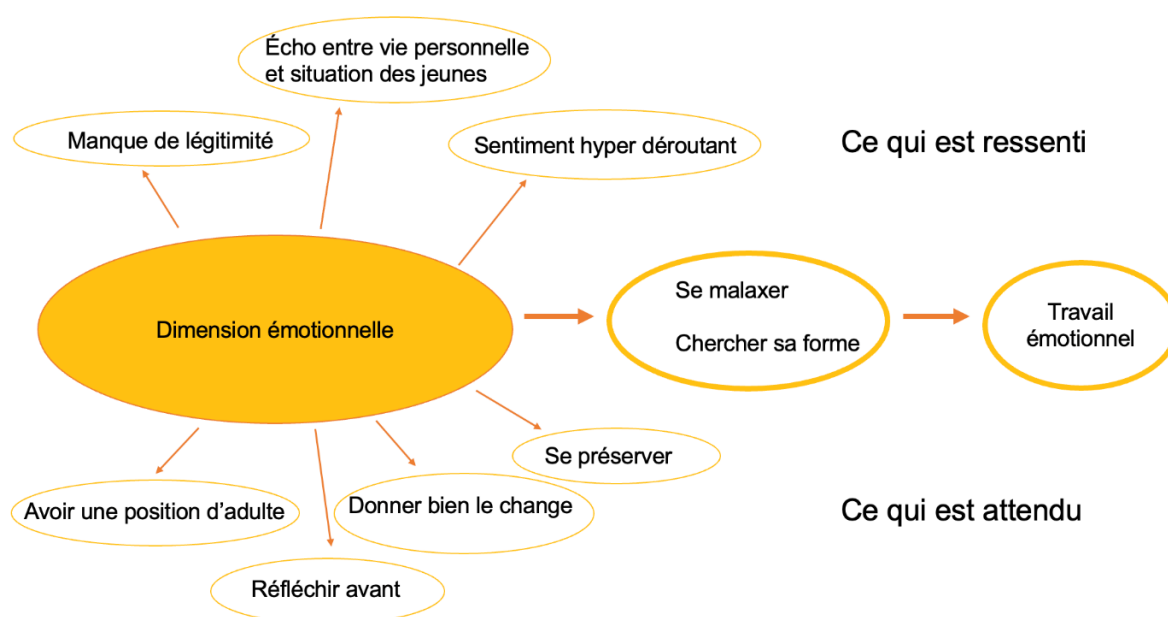 Écho entre vie personnelle
et situation des jeunes
Manque de légitimité
Sentiment hyper déroutant
Ce qui est ressenti
Dimension émotionnelle
Se malaxer
Chercher sa forme
Travail
émotionnel
Se préserver
Avoir une position d’adulte
Donner bien le change
Ce qui est attendu
Réfléchir avant